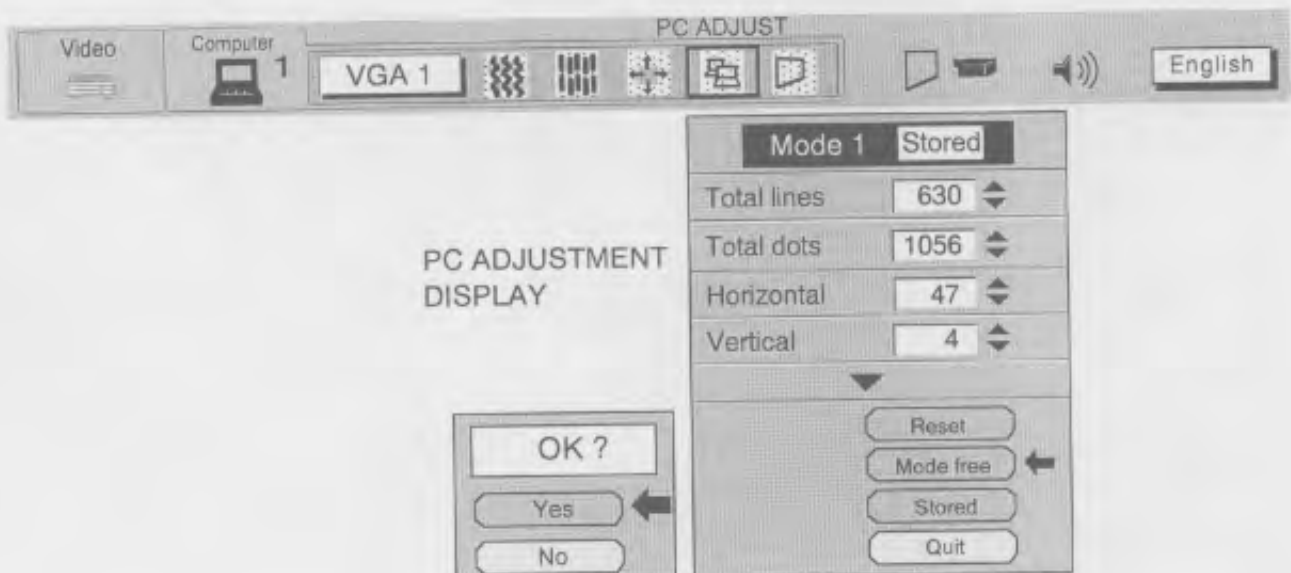 PC ADJUST
Video
Computer
1
VGA 1
English
Mode 1 Stored
Total lines 630
Total dots 1056
Horizontal 47
Vertical 4
PC ADJUSTMENT
DISPLAY
Reset
Mode free
Stored
Quit
OK ?
Yes
No